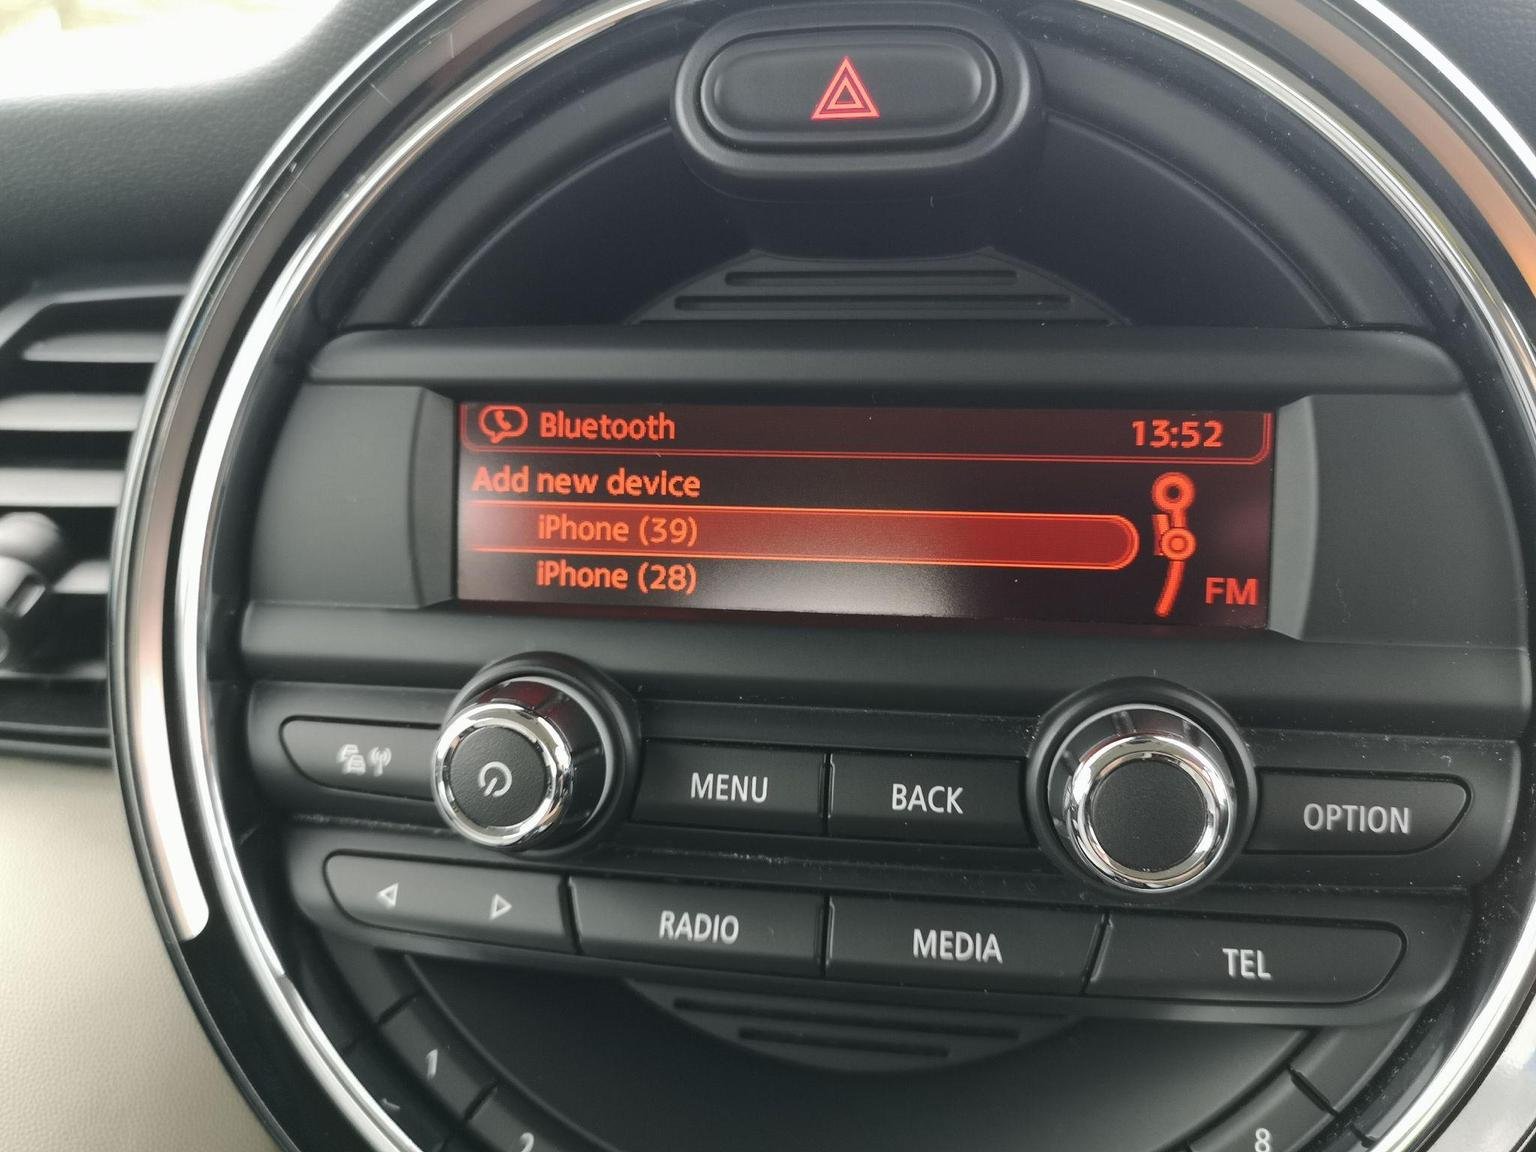 Bluetooth 13:52
Add new device
iPhone (39)
iPhone (28)
FM
MENU BACK OPTION
RADIO MEDIA TEL
1
2
8